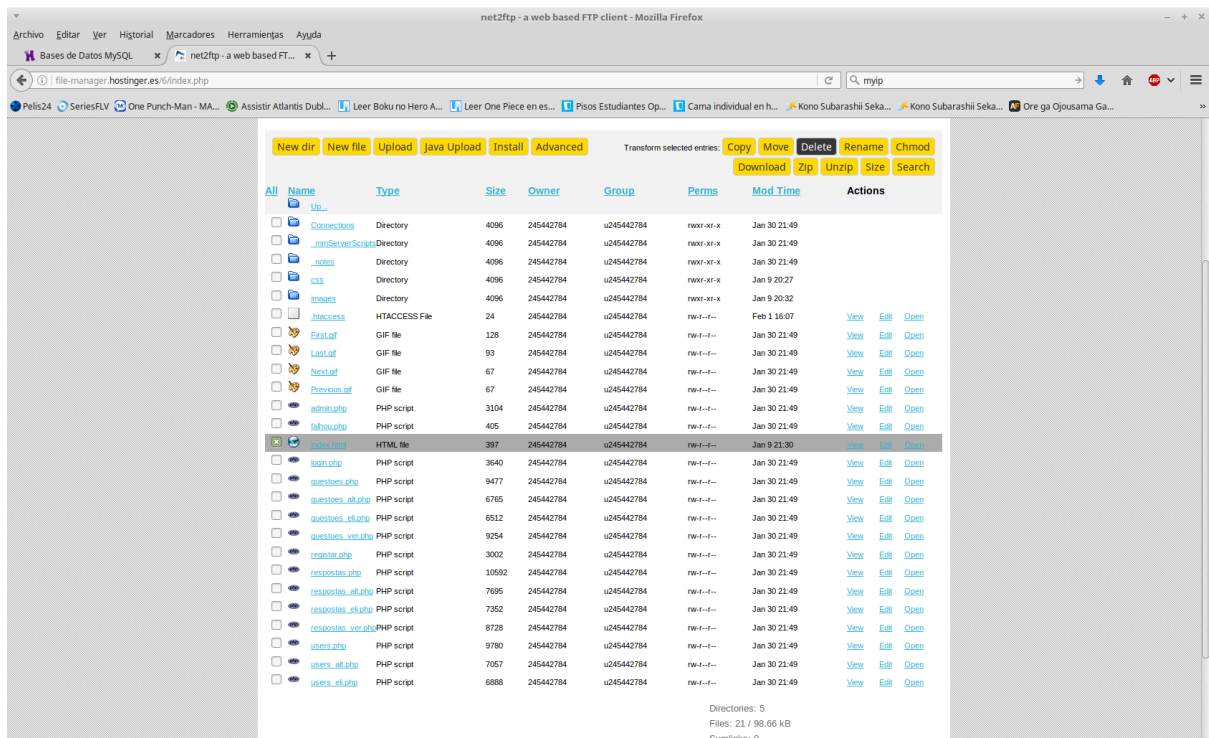 net2ftp - a web based FTP client - Mozilla Firefox
Archivo Editar Ver Historial Marcadores Herramientas Ayuda
Bases de Datos MySQL net2ftp - a web based FT...
file-manager.hostinger.es/6/index.php myip
Pelis24 SeriesFLV One Punch-Man - MA... Assistir Atlantis Dubl... Leer Boku no Hero A... Leer One Piece en es... Pisos Estudiantes Op... Cama individual en h... Kono Subarashii Seka... Kono Subarashii Seka... Ore ga Ojousama Ga...
New dir New file Upload Java Upload Install Advanced Transform selected entries: Copy Move Delete Rename Chmod
Download Zip Unzip Size Search
All Name Type Size Owner Group Perms Mod Time Actions
Up ..
Connections Directory 4096 245442784 u245442784 rwxr-xr-x Jan 30 21:49
_mmServerScripts Directory 4096 245442784 u245442784 rwxr-xr-x Jan 30 21:49
_notes Directory 4096 245442784 u245442784 rwxr-xr-x Jan 30 21:49
css Directory 4096 245442784 u245442784 rwxr-xr-x Jan 9 20:27
images Directory 4096 245442784 u245442784 rwxr-xr-x Jan 9 20:32
.htaccess HTACCESS File 24 245442784 u245442784 rw-r--r-- Feb 1 16:07 View Edit Open
First.gif GIF file 128 245442784 u245442784 rw-r--r-- Jan 30 21:49 View Edit Open
Last.gif GIF file 93 245442784 u245442784 rw-r--r-- Jan 30 21:49 View Edit Open
Next.gif GIF file 67 245442784 u245442784 rw-r--r-- Jan 30 21:49 View Edit Open
Previous.gif GIF file 67 245442784 u245442784 rw-r--r-- Jan 30 21:49 View Edit Open
admin.php PHP script 3104 245442784 u245442784 rw-r--r-- Jan 30 21:49 View Edit Open
falhou.php PHP script 405 245442784 u245442784 rw-r--r-- Jan 30 21:49 View Edit Open
index.html HTML file 397 245442784 u245442784 rw-r--r-- Jan 9 21:30 View Edit Open
login.php PHP script 3640 245442784 u245442784 rw-r--r-- Jan 30 21:49 View Edit Open
questoes.php PHP script 9477 245442784 u245442784 rw-r--r-- Jan 30 21:49 View Edit Open
questoes_alt.php PHP script 6765 245442784 u245442784 rw-r--r-- Jan 30 21:49 View Edit Open
questoes_eli.php PHP script 6512 245442784 u245442784 rw-r--r-- Jan 30 21:49 View Edit Open
questoes_ver.php PHP script 9254 245442784 u245442784 rw-r--r-- Jan 30 21:49 View Edit Open
registar.php PHP script 3002 245442784 u245442784 rw-r--r-- Jan 30 21:49 View Edit Open
respostas.php PHP script 10592 245442784 u245442784 rw-r--r-- Jan 30 21:49 View Edit Open
respostas_alt.php PHP script 7695 245442784 u245442784 rw-r--r-- Jan 30 21:49 View Edit Open
respostas_eli.php PHP script 7352 245442784 u245442784 rw-r--r-- Jan 30 21:49 View Edit Open
respostas_ver.php PHP script 8728 245442784 u245442784 rw-r--r-- Jan 30 21:49 View Edit Open
users.php PHP script 9780 245442784 u245442784 rw-r--r-- Jan 30 21:49 View Edit Open
users_alt.php PHP script 7057 245442784 u245442784 rw-r--r-- Jan 30 21:49 View Edit Open
users_eli.php PHP script 6888 245442784 u245442784 rw-r--r-- Jan 30 21:49 View Edit Open
Directories: 5
Files: 21 / 98.66 kB